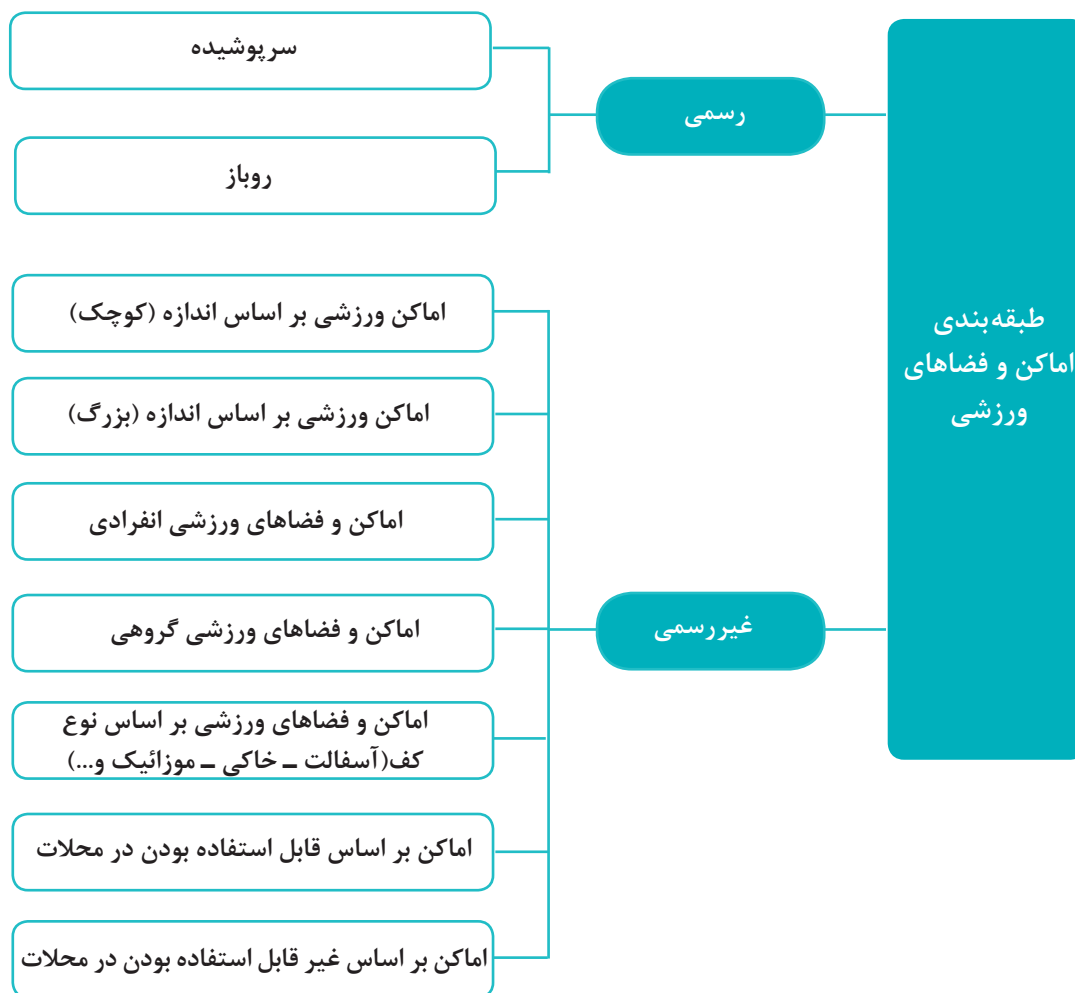 طبقه‌بندی
اماکن و فضاهای
ورزشی
رسمی
سرپوشیده
روباز
غیررسمی
اماکن ورزشی بر اساس اندازه (کوچک)
اماکن ورزشی بر اساس اندازه (بزرگ)
اماکن و فضاهای ورزشی انفرادی
اماکن و فضاهای ورزشی گروهی
اماکن و فضاهای ورزشی بر اساس نوع
کف(آسفالت ـ خاکی ـ موزائیک و...)
اماکن بر اساس قابل استفاده بودن در محلات
اماکن بر اساس غیر قابل استفاده بودن در محلات